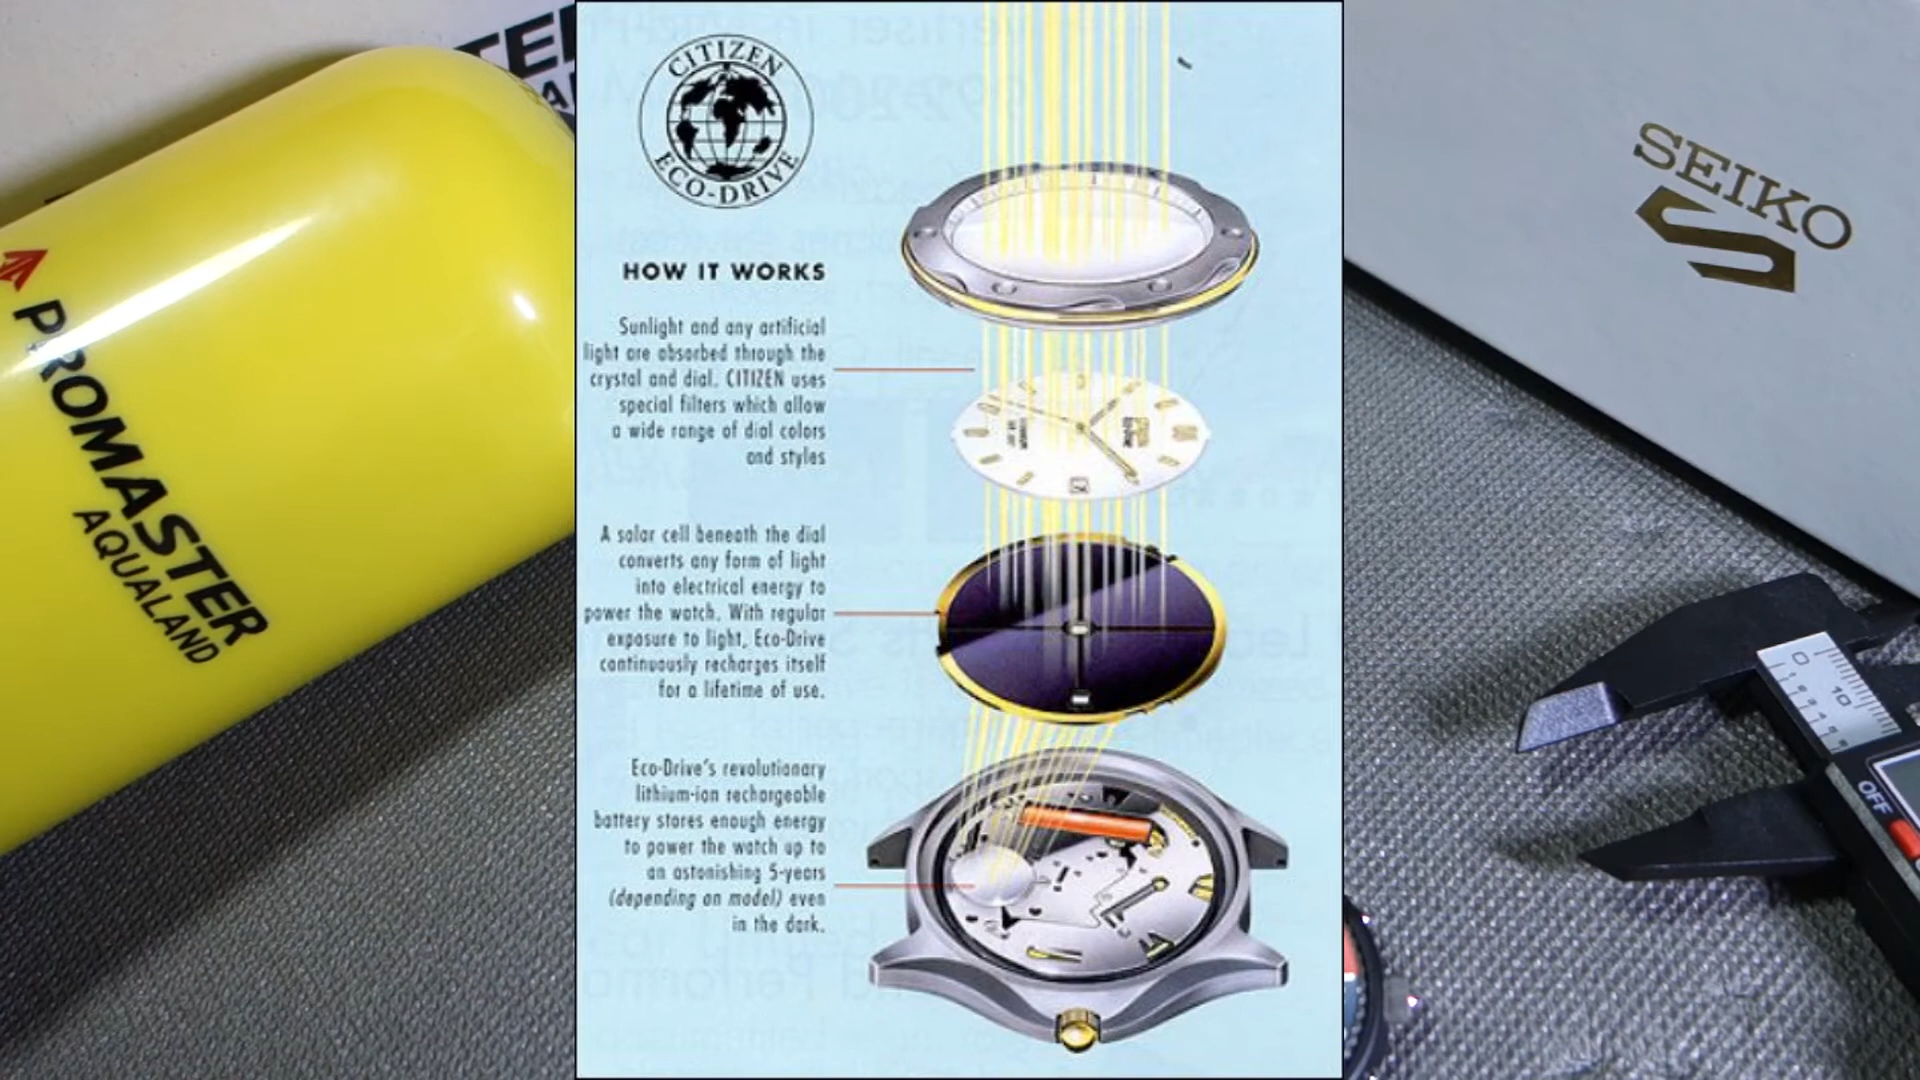 PROMASTER
AQUALAND
CITIZEN
ECO-DRIVE
HOW IT WORKS
Sunlight and any artificial
light are absorbed through the
crystal and dial. CITIZEN uses
special filters which allow
a wide range of dial colors
and styles
A solar cell beneath the dial
converts any form of light
into electrical energy to
power the watch. With regular
exposure to light, Eco-Drive
continuously recharges itself
for a lifetime of use.
Eco-Drive's revolutionary
lithium-ion rechargeable
battery stores enough energy
to power the watch up to
an astonishing 5-years
(depending on model) even
in the dark.
SEIKO
5
0
10
OFF